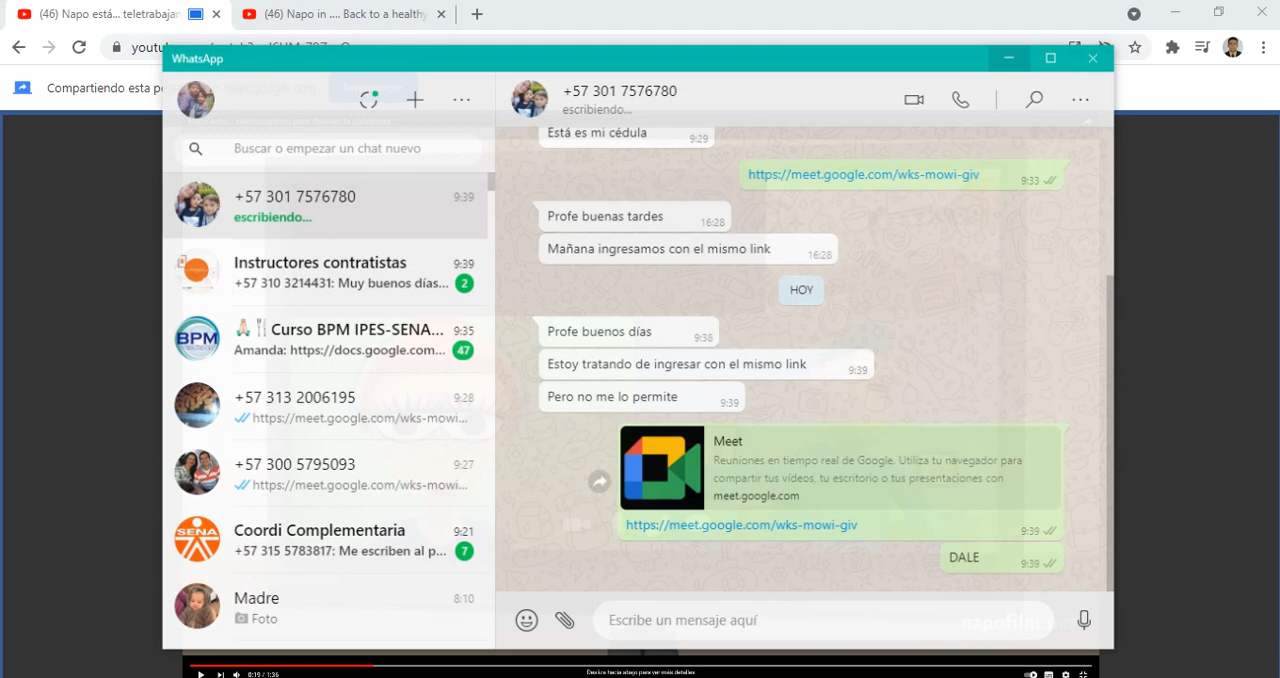 (46) Napo está... teletrabajan
(46) Napo in .... Back to a healthy
Compartiendo esta
WhatsApp
+57 301 7576780
escribiendo...
Buscar o empezar un chat nuevo
+57 301 7576780
9:39
escribiendo...
Instructores contratistas
9:39
+57 310 3214431: Muy buenos días...
2
BPM
🙏🏻🍴 Curso BPM IPES-SENA...
9:35
Amanda: https://docs.google.com...
47
+57 313 2006195
9:28
https://meet.google.com/wks-mowi...
+57 300 5795093
9:27
https://meet.google.com/wks-mowi...
SENA
Coordi Complementaria
9:21
+57 315 5783817: Me escriben al p...
7
Madre
8:10
Foto
Está es mi cédula
9:29
https://meet.google.com/wks-mowi-giv
9:33
Profe buenas tardes
16:28
Mañana ingresamos con el mismo link
16:28
HOY
Profe buenos días
9:38
Estoy tratando de ingresar con el mismo link
9:39
Pero no me lo permite
9:39
Meet
Reuniones en tiempo real de Google. Utiliza tu navegador para
compartir tus vídeos, tu escritorio o tus presentaciones con
meet.google.com
https://meet.google.com/wks-mowi-giv
9:39
DALE
9:39
Escribe un mensaje aquí
0:19 / 1:36
Desliza hacia abajo para ver más detalles